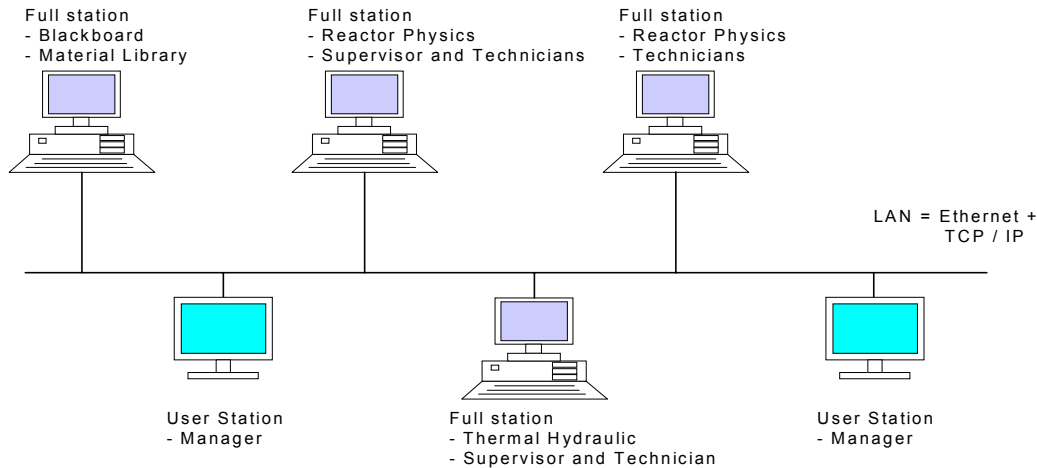 Full station
- Blackboard
- Material Library
Full station
- Reactor Physics
- Supervisor and Technicians
Full station
- Reactor Physics
- Technicians
LAN = Ethernet +
TCP / IP
User Station
- Manager
Full station
- Thermal Hydraulic
- Supervisor and Technician
User Station
- Manager